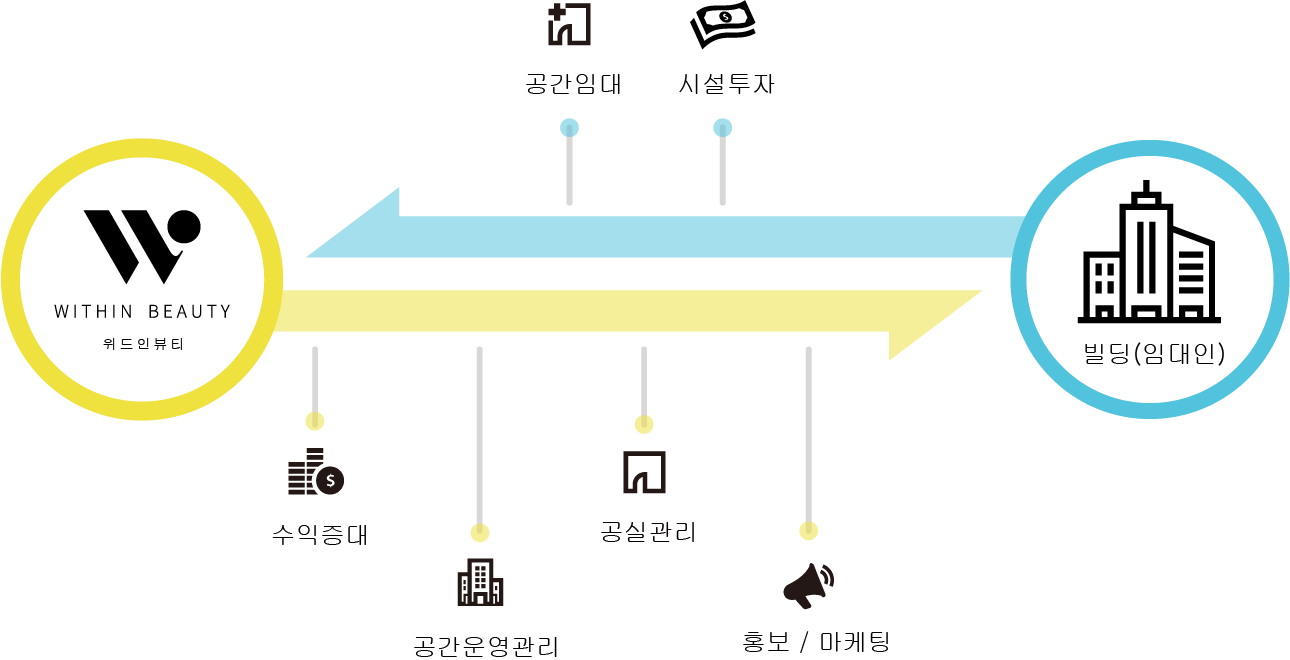 공간임대
시설투자
WITHIN BEAUTY
위드인뷰티
빌딩(임대인)
수익증대
공실관리
공간운영관리
홍보 / 마케팅